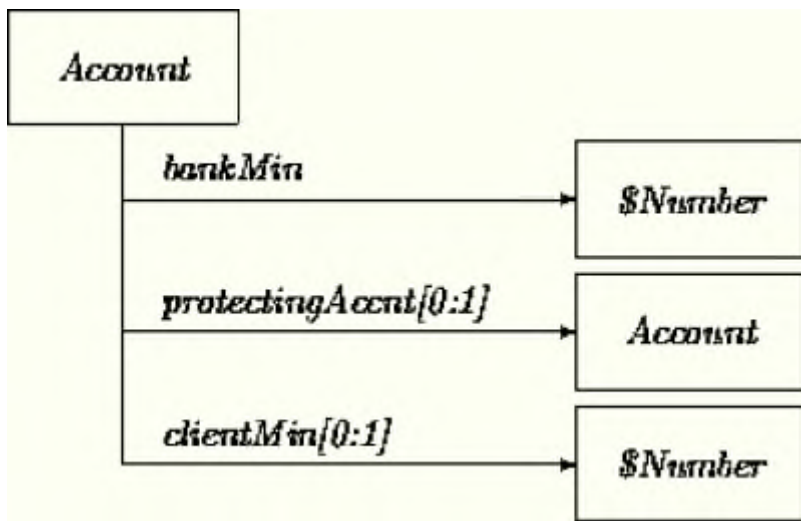 Account
bankMin
$Number
protectingAccnt[0:1]
Account
clientMin[0:1]
$Number